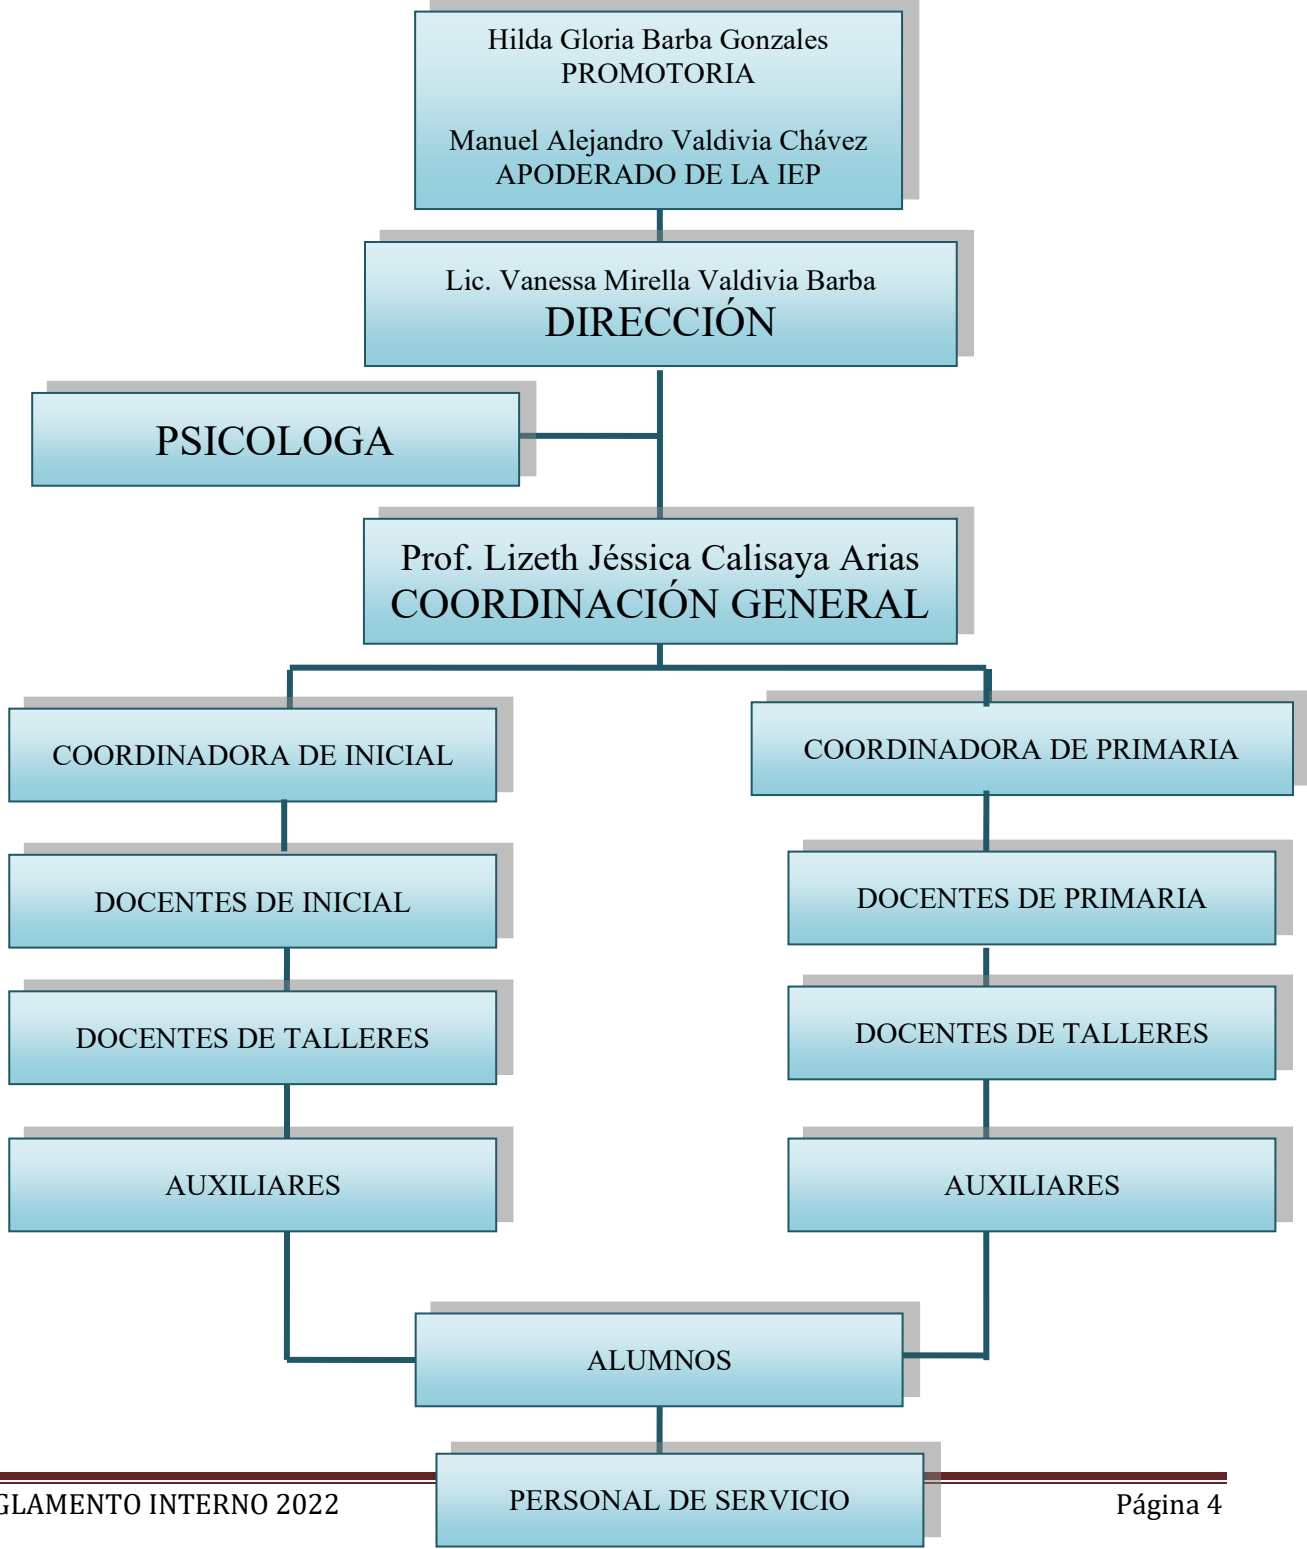 Hilda Gloria Barba Gonzales
PROMOTORIA
Manuel Alejandro Valdivia Chávez
APODERADO DE LA IEP
Lic. Vanessa Mirella Valdivia Barba
DIRECCIÓN
PSICOLOGA
Prof. Lizeth Jéssica Calisaya Arias
COORDINACIÓN GENERAL
COORDINADORA DE INICIAL
COORDINADORA DE PRIMARIA
DOCENTES DE INICIAL
DOCENTES DE PRIMARIA
DOCENTES DE TALLERES
DOCENTES DE TALLERES
AUXILIARES
AUXILIARES
ALUMNOS
PERSONAL DE SERVICIO
GLAMENTO INTERNO 2022
Página 4